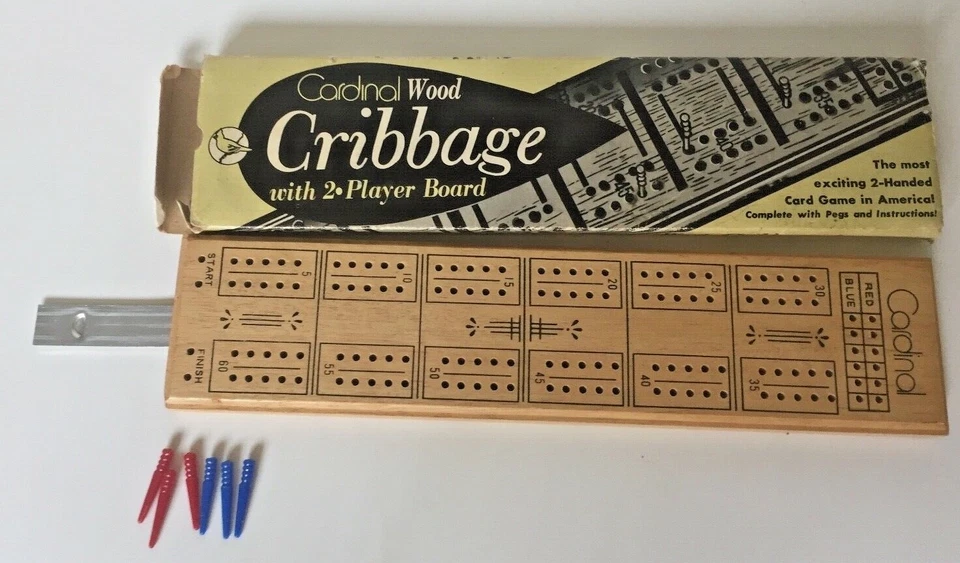 Cardinal Wood
Cribbage
with 2•Player Board
The most
exciting 2-Handed
Card Game in America!
Complete with Pegs and Instructions!
START
5
10
15
20
25
30
RED
BLUE
Cardinal
FINISH
60
55
50
45
40
35